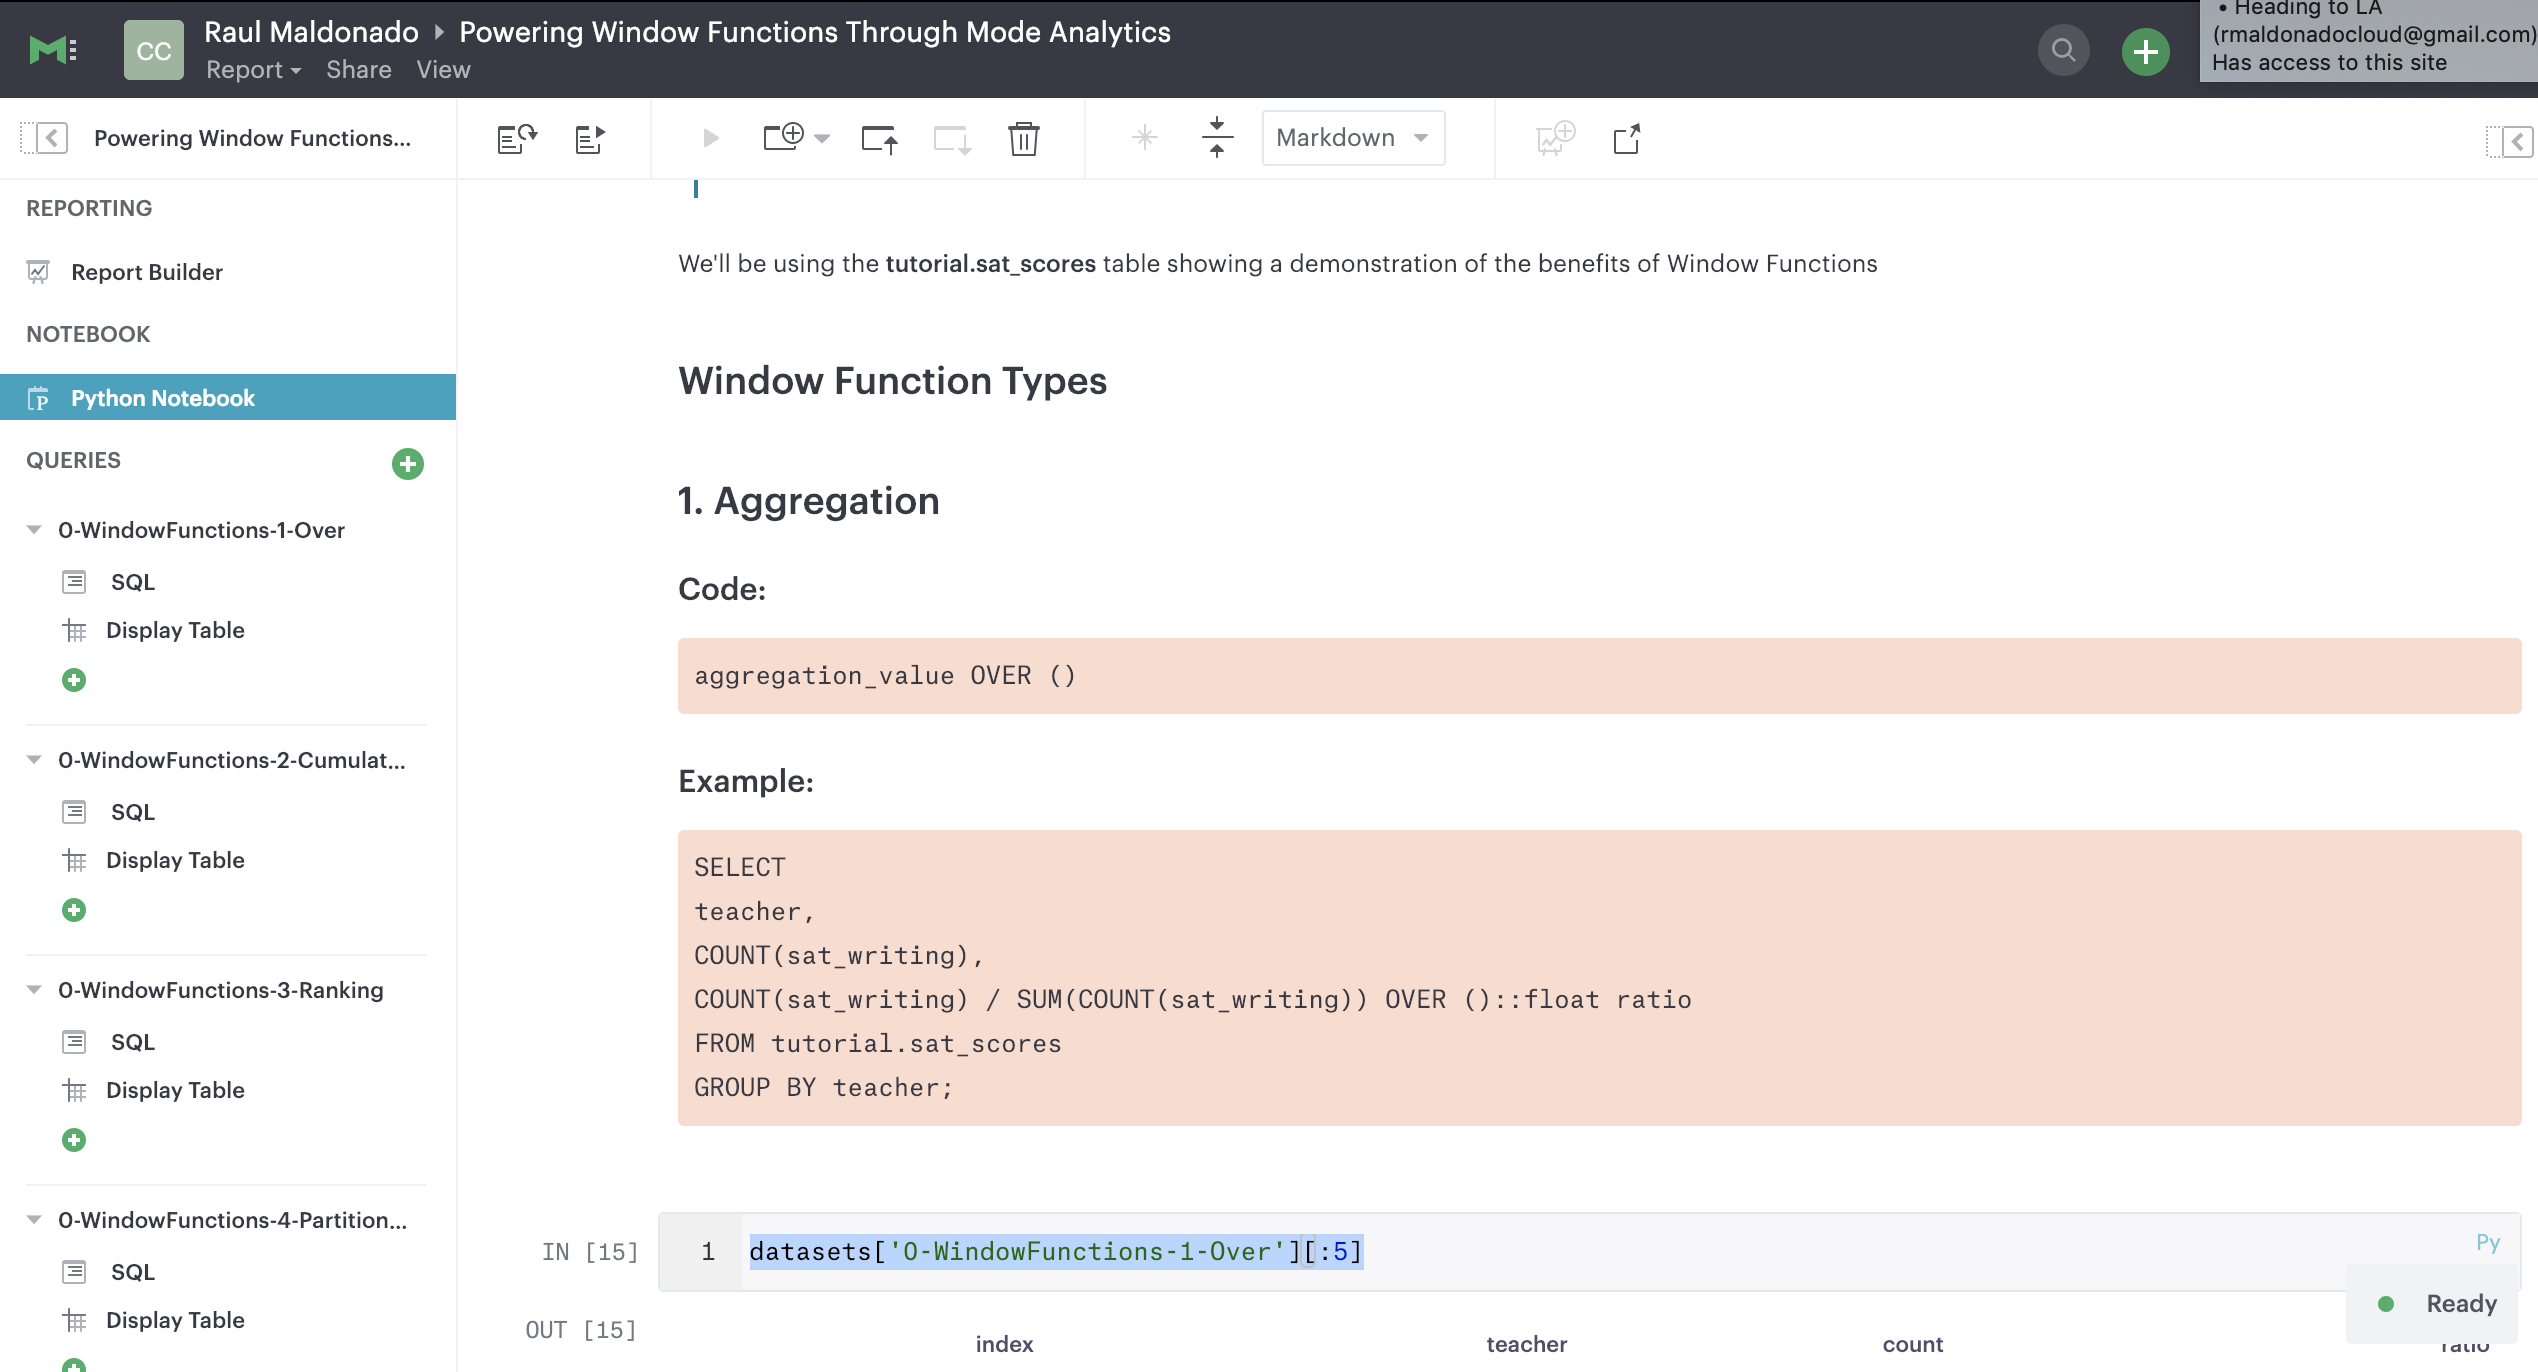 CC
Raul Maldonado ▸ Powering Window Functions Through Mode Analytics
Report Share View
• Heading to LA
(rmaldonadocloud@gmail.com)
Has access to this site
Powering Window Functions...
Markdown
REPORTING
Report Builder
NOTEBOOK
Python Notebook
QUERIES
0-WindowFunctions-1-Over
SQL
Display Table
0-WindowFunctions-2-Cumulat...
SQL
Display Table
0-WindowFunctions-3-Ranking
SQL
Display Table
0-WindowFunctions-4-Partition...
SQL
Display Table
We'll be using the tutorial.sat_scores table showing a demonstration of the benefits of Window Functions
Window Function Types
1. Aggregation
Code:
aggregation_value OVER ()
Example:
SELECT
teacher,
COUNT(sat_writing),
COUNT(sat_writing) / SUM(COUNT(sat_writing)) OVER ()::float ratio
FROM tutorial.sat_scores
GROUP BY teacher;
IN [15]
1 datasets['0-WindowFunctions-1-Over'][:5]
Py
Ready
OUT [15]
index teacher count ratio